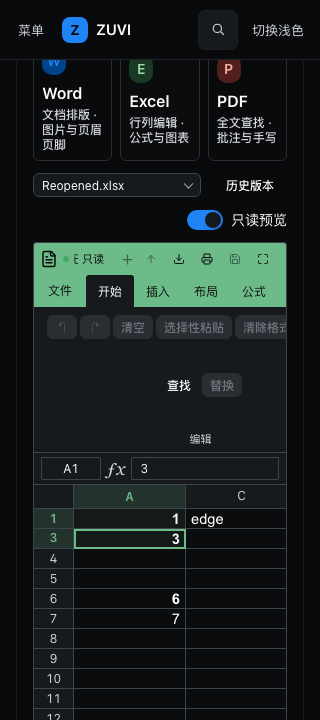 菜单
Z
ZUVI
切换浅色
W
E
P
Word
Excel
PDF
文档排版 · 图片与页眉页脚
行列编辑 · 公式与图表
全文查找 · 批注与手写
Reopened.xlsx
历史版本
只读预览
只读
文件
开始
插入
布局
公式
清空
选择性粘贴
清除格式
查找
替换
编辑
A1
fx
3
A
C
1
1
edge
3
3
4
5
6
6
7
7
8
9
10
11
12